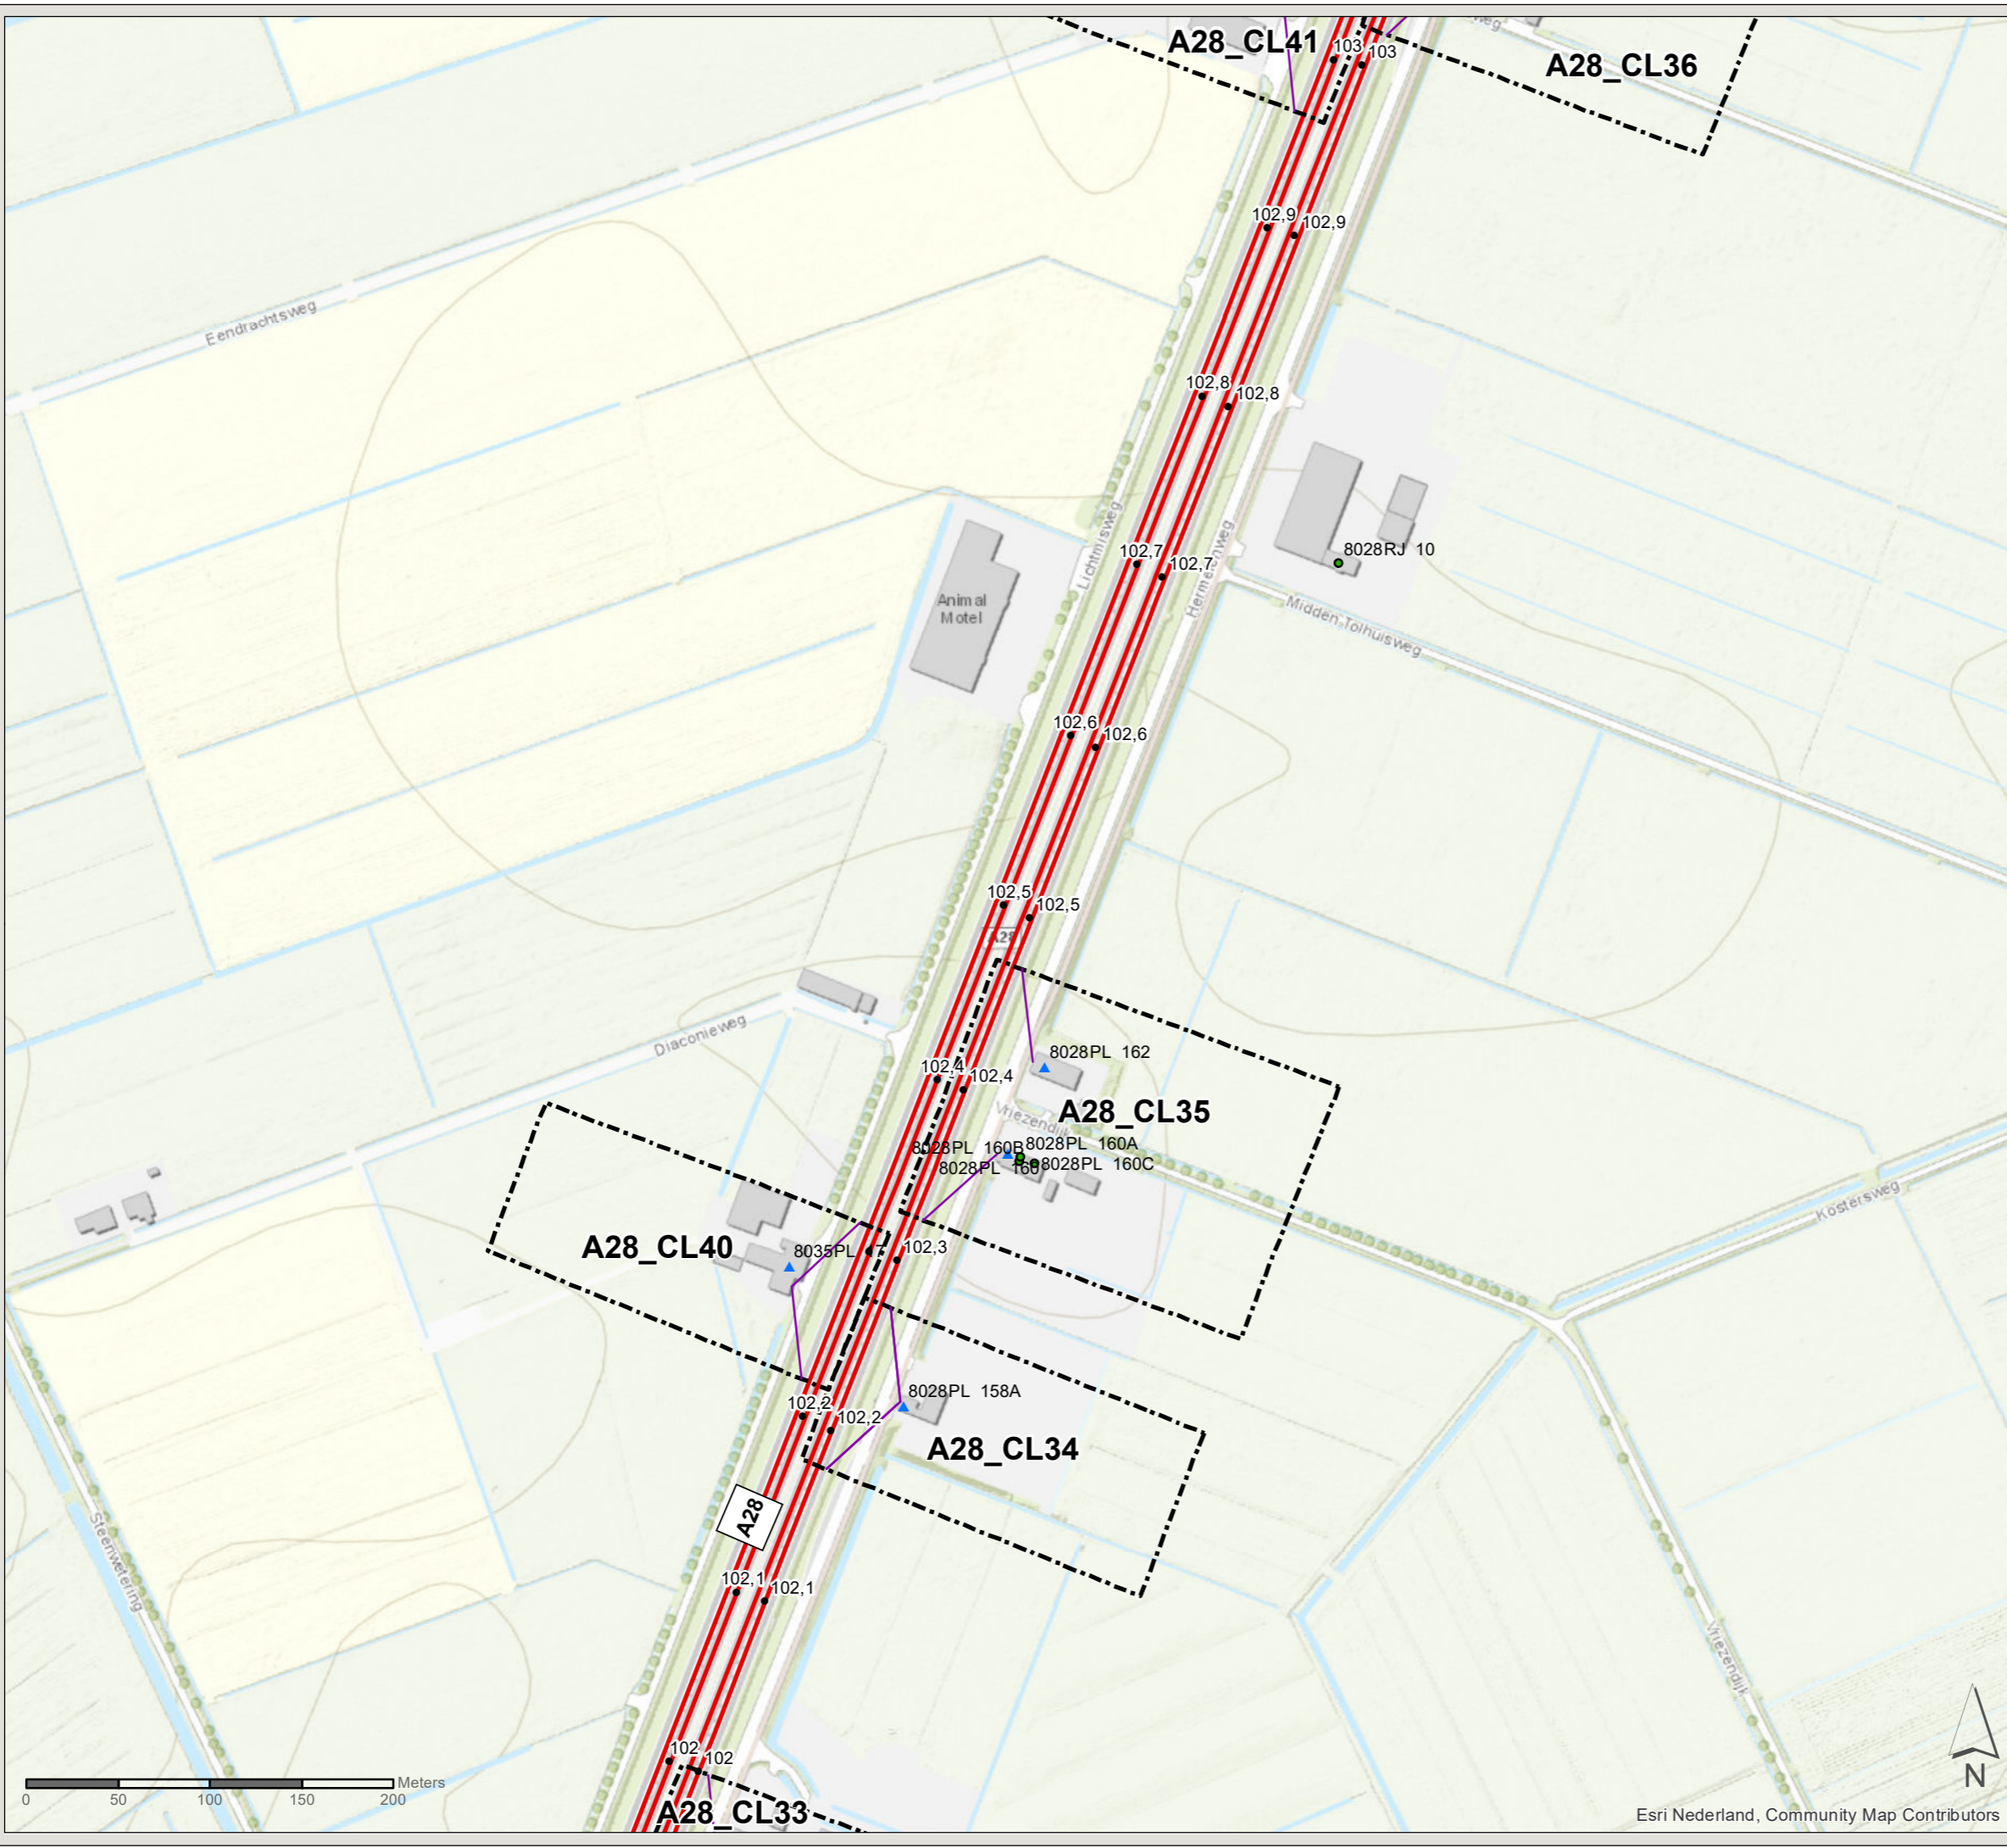 A28_CL41
103
103
A28_CL36
102,9
102,9
Eendrachtsweg
102,8
102,8
Lichtmisweg
102,7
102,7
8028RJ 10
Animal
Motel
Midden Tolhuisweg
102,6
102,6
102,5
102,5
A28
Diaconieweg
8028PL 162
102,4
102,4
A28_CL35
Vriezendijk
8028PL 160B
8028PL 160A
8028PL 160
8028PL 160C
Kostersweg
A28_CL40
8035PL 7
102,3
8028PL 158A
102,2
102,2
A28_CL34
A28
Steenwetering
102,1
102,1
Vriezendijk
102
102
Meters
0 50 100 150 200
A28_CL33
N
Esri Nederland, Community Map Contributors